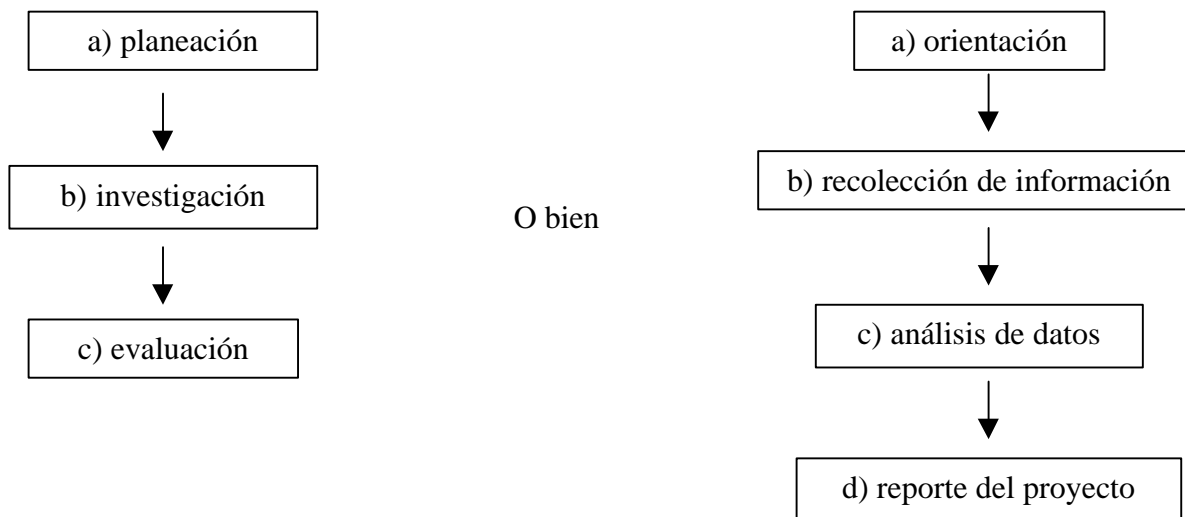 a) planeación
b) investigación
c) evaluación
O bien
a) orientación
b) recolección de información
c) análisis de datos
d) reporte del proyecto